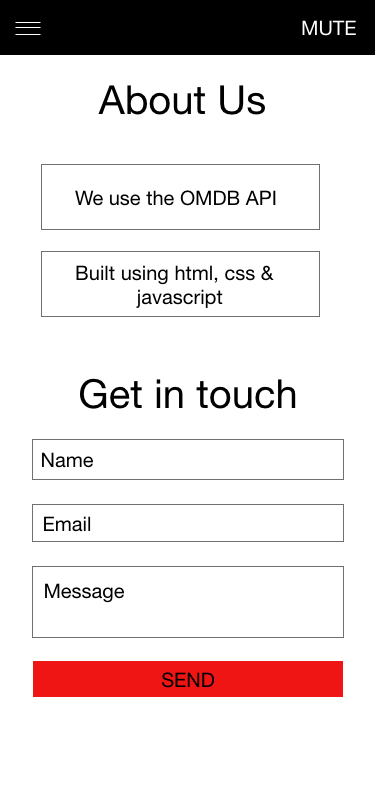 MUTE
About Us
We use the OMDB API
Built using html, css &
javascript
Get in touch
Name
Email
Message
SEND